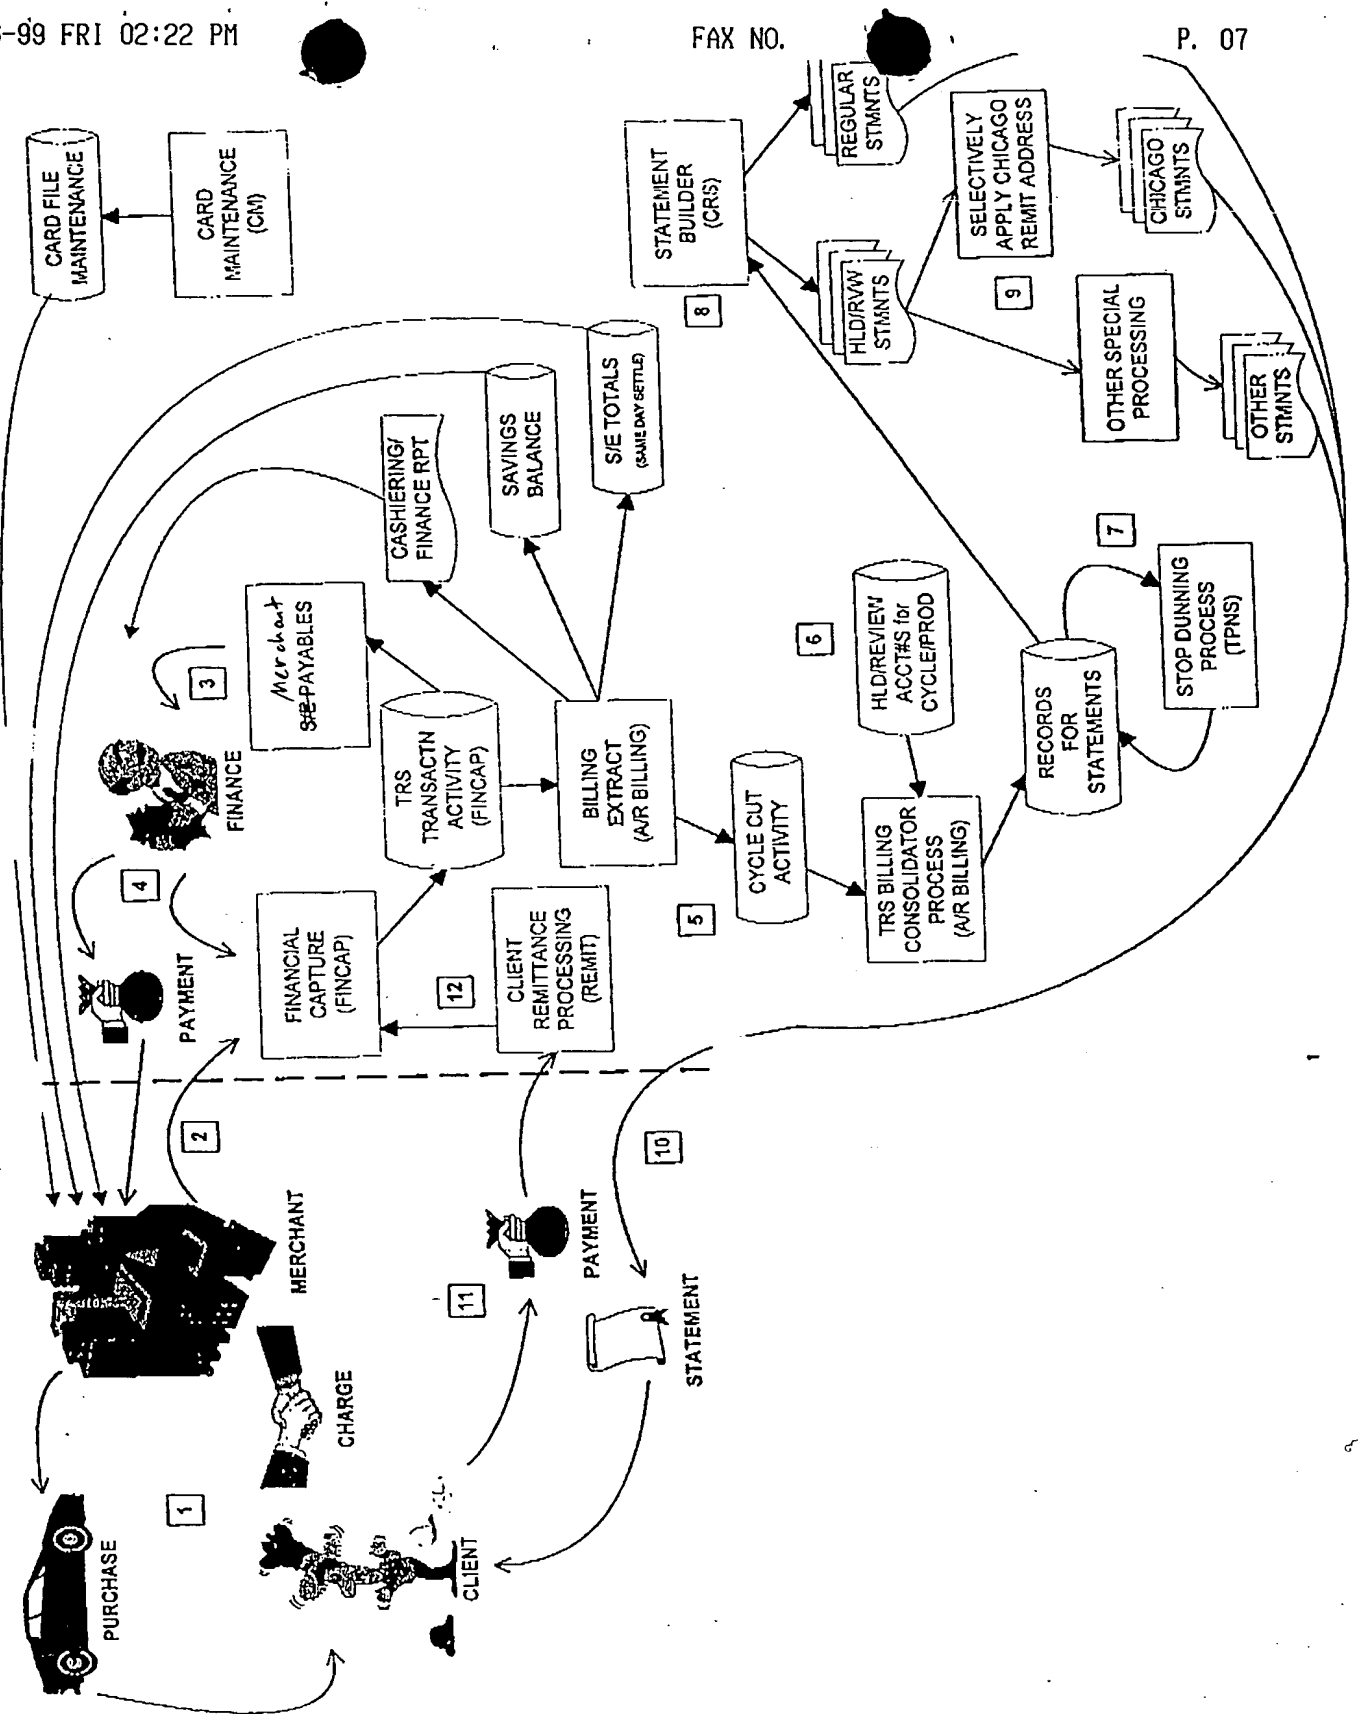 -99 FRI 02:22 PM
FAX NO.
P. 07
PURCHASE
1
CHARGE
CLIENT
MERCHANT
2
PAYMENT
4
FINANCE
3
Merchant
S/E PAYABLES
CARD FILE
MAINTENANCE
CARD
MAINTENANCE
(CM)
FINANCIAL
CAPTURE
(FINCAP)
TRS
TRANSACTN
ACTIVITY
(FINCAP)
CASHIERING/
FINANCE RPT
SAVINGS
BALANCE
S/E TOTALS
(SAME DAY SETTLE)
12
CLIENT
REMITTANCE
PROCESSING
(REMIT)
BILLING
EXTRACT
(A/R BILLING)
11
PAYMENT
10
STATEMENT
5
CYCLE CUT
ACTIVITY
6
HLD/REVIEW
ACCT#S for
CYCLE/PROD
TRS BILLING
CONSOLIDATOR
PROCESS
(A/R BILLING)
RECORDS
FOR
STATEMENTS
7
STOP DUNNING
PROCESS
(TPNS)
8
STATEMENT
BUILDER
(CRS)
REGULAR
STMNTS
HLD/RVW
STMNTS
9
SELECTIVELY
APPLY CHICAGO
REMIT ADDRESS
CHICAGO
STMNTS
OTHER SPECIAL
PROCESSING
OTHER
STMNTS